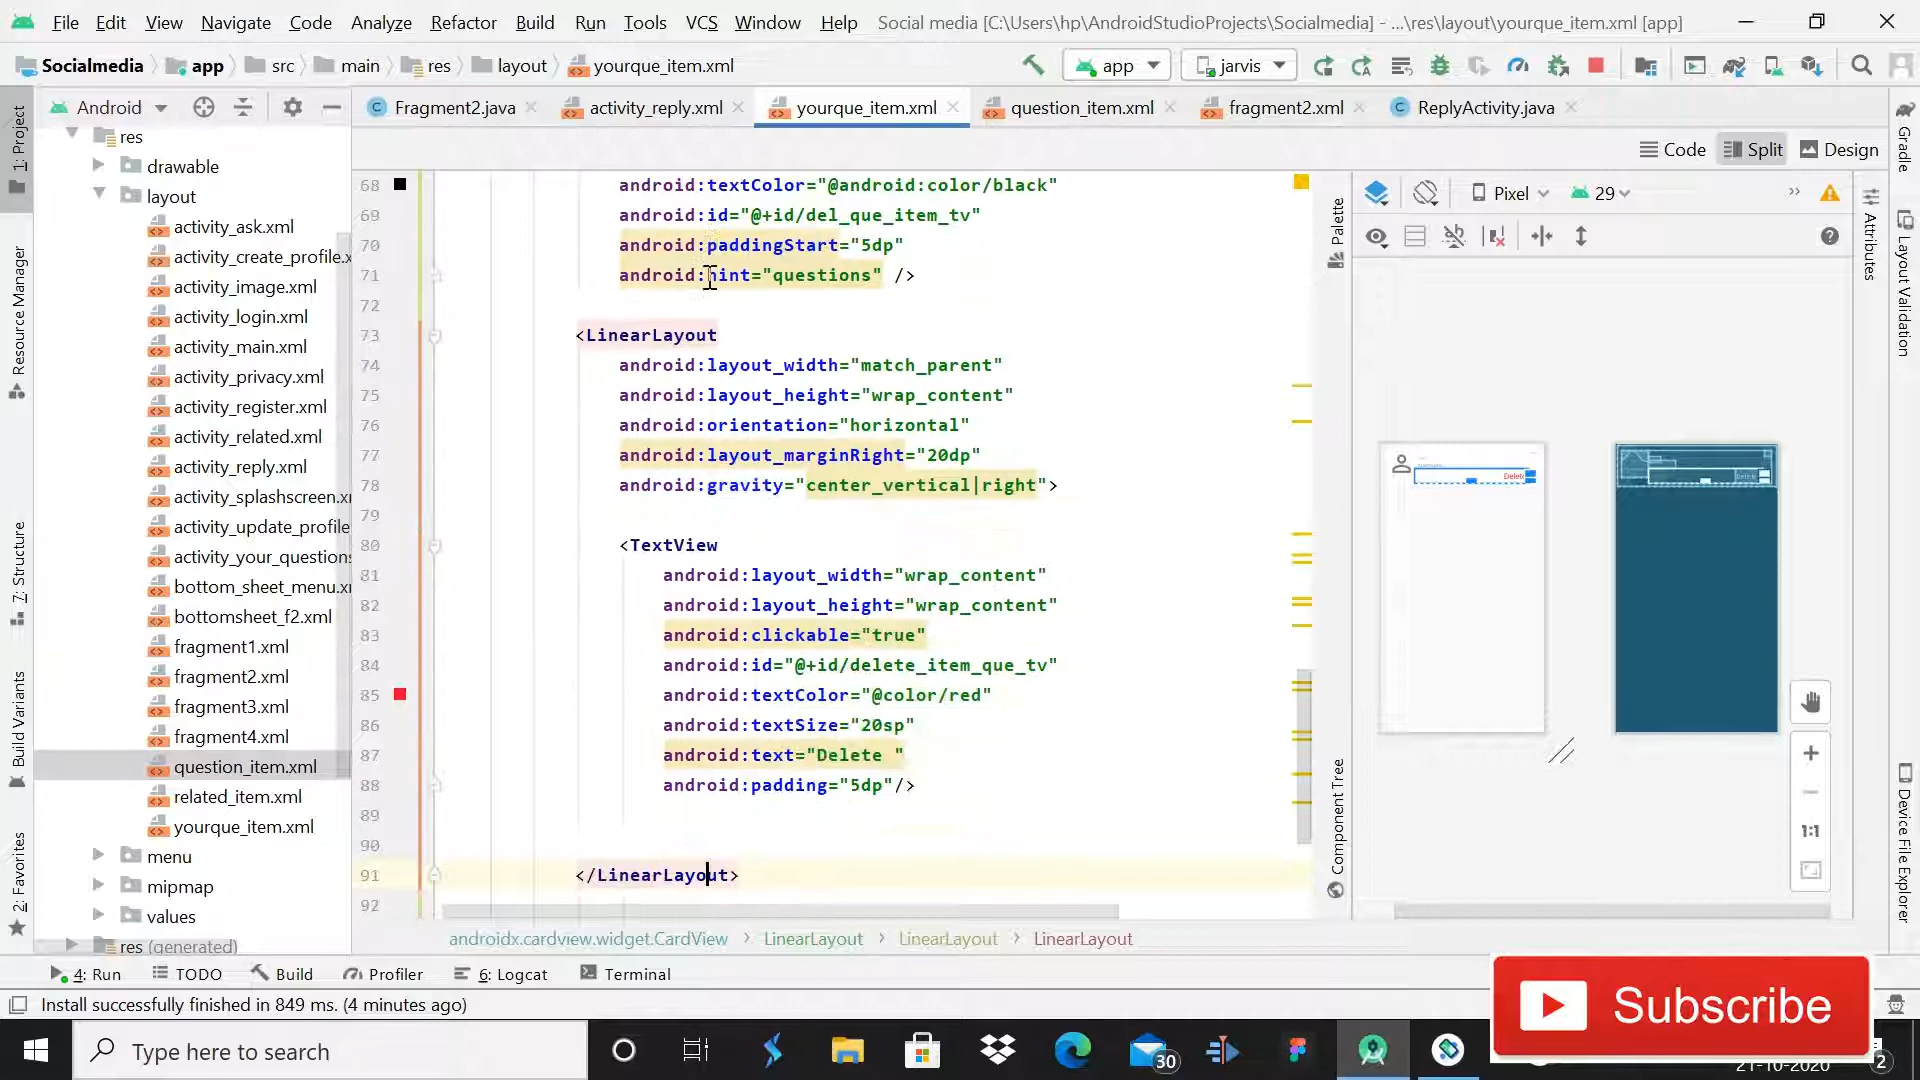 File Edit View Navigate Code Analyze Refactor Build Run Tools VCS Window Help Social media [C:\Users\hp\AndroidStudioProjects\Socialmedia] - ...\res\layout\yourque_item.xml [app]
Socialmedia app src main res layout yourque_item.xml app jarvis
Android Fragment2.java activity_reply.xml yourque_item.xml question_item.xml fragment2.xml ReplyActivity.java
Code Split Design
Pixel 29
1: Project
Resource Manager
7: Structure
Build Variants
2: Favorites
res
drawable
layout
activity_ask.xml
activity_create_profile.x
activity_image.xml
activity_login.xml
activity_main.xml
activity_privacy.xml
activity_register.xml
activity_related.xml
activity_reply.xml
activity_splashscreen.x
activity_update_profile
activity_your_questions
bottom_sheet_menu.x
bottomsheet_f2.xml
fragment1.xml
fragment2.xml
fragment3.xml
fragment4.xml
question_item.xml
related_item.xml
yourque_item.xml
menu
mipmap
values
res (generated)
68 android:textColor="@android:color/black"
69 android:id="@+id/del_que_item_tv"
70 android:paddingStart="5dp"
71 android:hint="questions" />
72
73 <LinearLayout
74 android:layout_width="match_parent"
75 android:layout_height="wrap_content"
76 android:orientation="horizontal"
77 android:layout_marginRight="20dp"
78 android:gravity="center_vertical|right">
79
80 <TextView
81 android:layout_width="wrap_content"
82 android:layout_height="wrap_content"
83 android:clickable="true"
84 android:id="@+id/delete_item_que_tv"
85 android:textColor="@color/red"
86 android:textSize="20sp"
87 android:text="Delete "
88 android:padding="5dp"/>
89
90
91 </LinearLayout>
92
androidx.cardview.widget.CardView › LinearLayout › LinearLayout › LinearLayout
Palette
Component Tree
Delete
Delete
1:1
Attributes
Gradle
Layout Validation
Device File Explorer
4: Run TODO Build Profiler 6: Logcat Terminal
Install successfully finished in 849 ms. (4 minutes ago)
Subscribe
Type here to search
30
21-10-2020
2